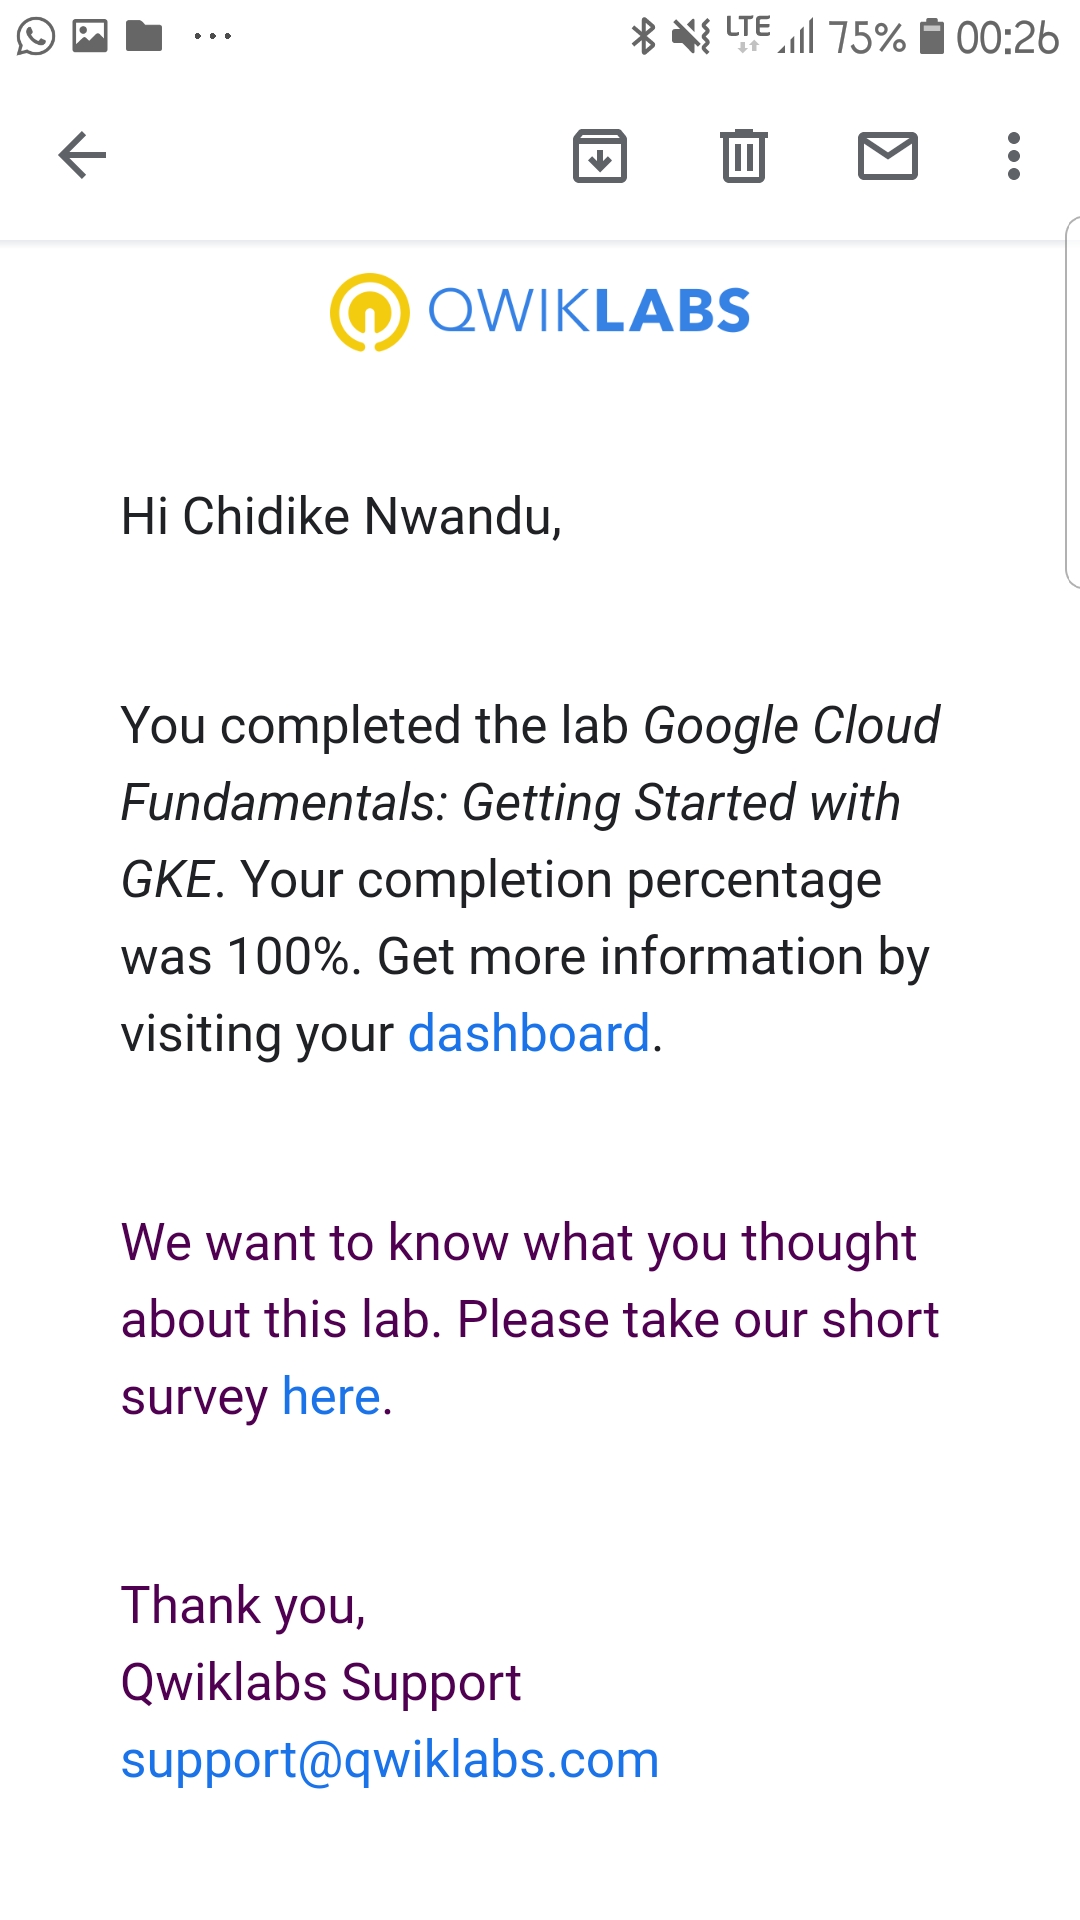 LTE 75% 00:26
QWIKLABS
Hi Chidike Nwandu,
You completed the lab Google Cloud
Fundamentals: Getting Started with
GKE. Your completion percentage
was 100%. Get more information by
visiting your dashboard.
We want to know what you thought
about this lab. Please take our short
survey here.
Thank you,
Qwiklabs Support
support@qwiklabs.com